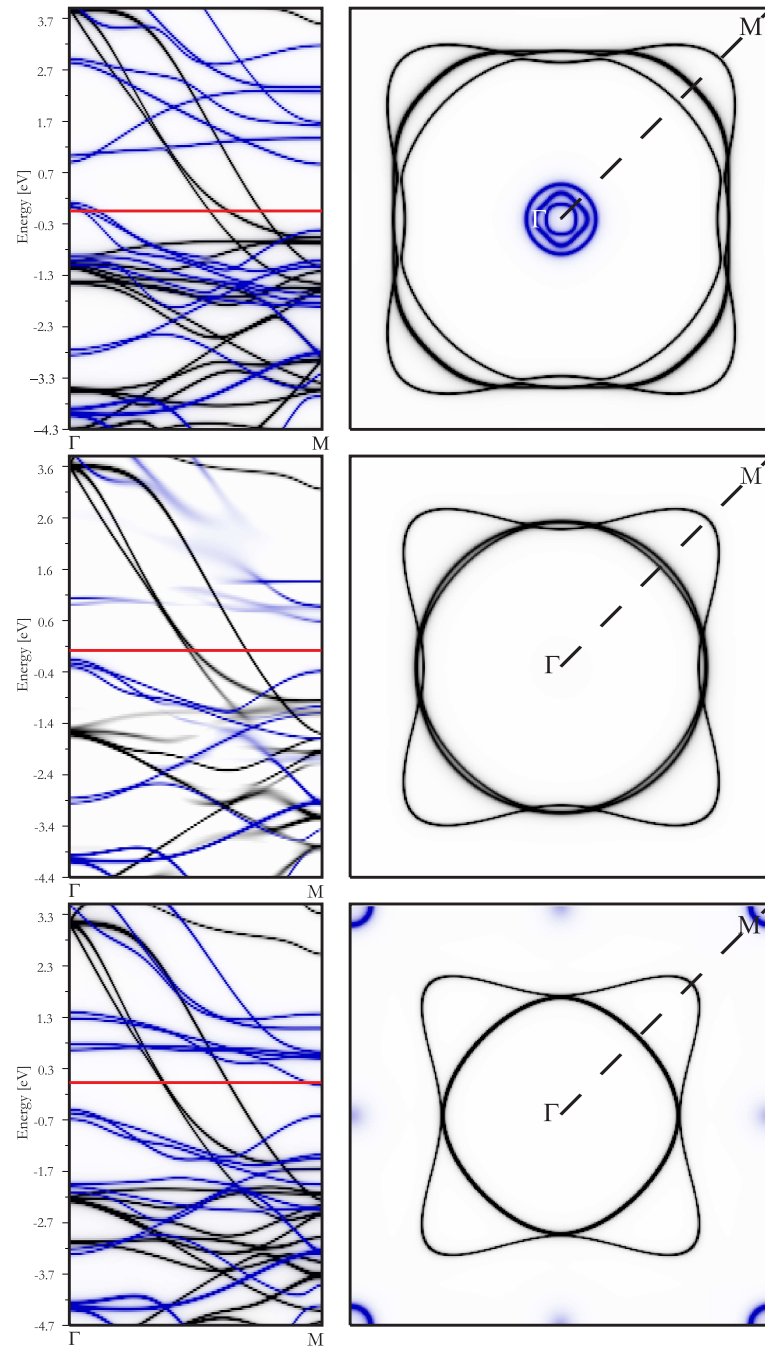 3.7
2.7
1.7
0.7
-0.3
-1.3
-2.3
-3.3
-4.3
Energy [eV]
Γ M
Γ
M
3.6
2.6
1.6
0.6
-0.4
-1.4
-2.4
-3.4
-4.4
Energy [eV]
Γ M
Γ
M
3.3
2.3
1.3
0.3
-0.7
-1.7
-2.7
-3.7
-4.7
Energy [eV]
Γ M
Γ
M